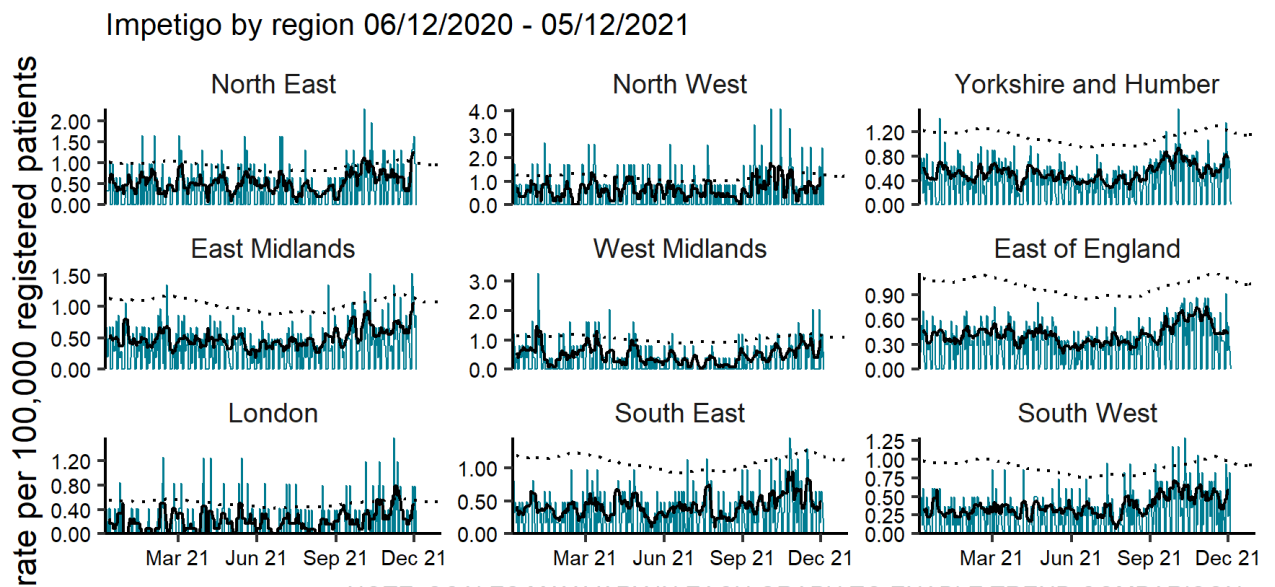 Impetigo by region 06/12/2020 - 05/12/2021
rate per 100,000 registered patients
North East
2.00
1.50
1.00
0.50
0.00
North West
4.0
3.0
2.0
1.0
0.0
Yorkshire and Humber
1.20
0.80
0.40
0.00
East Midlands
1.50
1.00
0.50
0.00
West Midlands
3.0
2.0
1.0
0.0
East of England
0.90
0.60
0.30
0.00
London
1.20
0.80
0.40
0.00
South East
1.00
0.50
0.00
South West
1.25
1.00
0.75
0.50
0.25
0.00
Mar 21 Jun 21 Sep 21 Dec 21
Mar 21 Jun 21 Sep 21 Dec 21
Mar 21 Jun 21 Sep 21 Dec 21